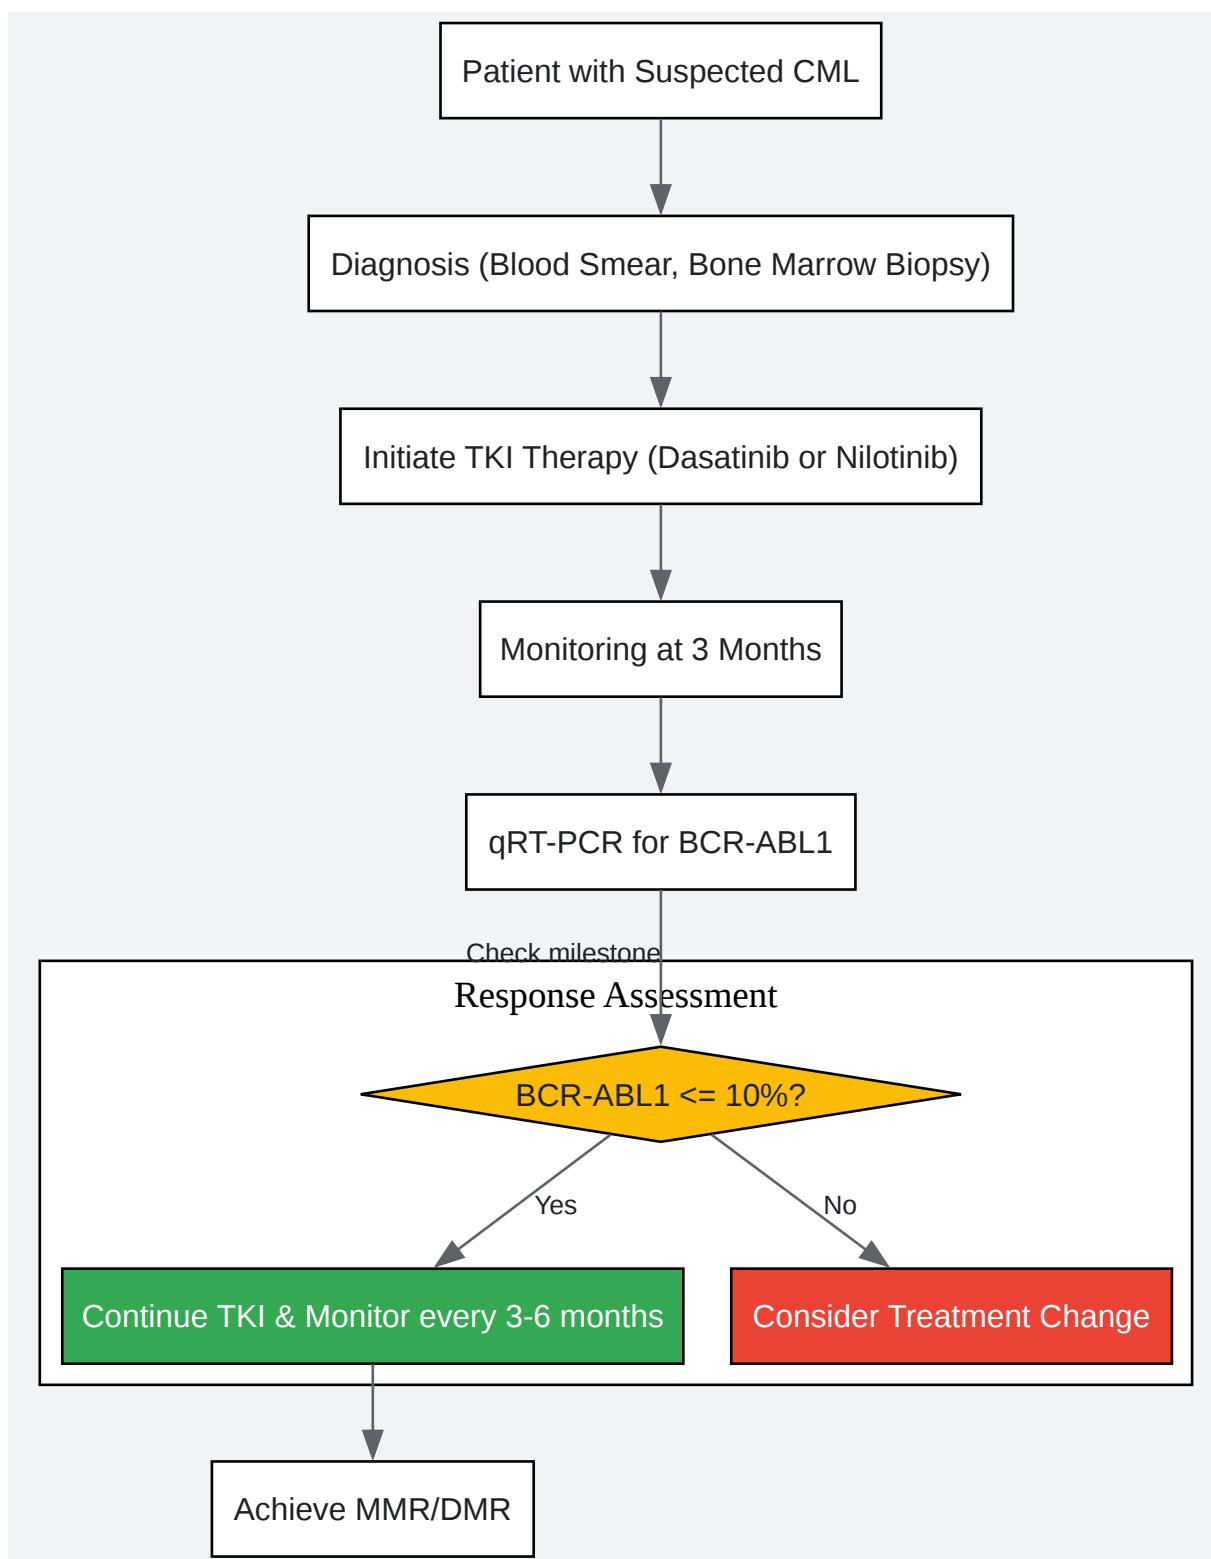 Patient with Suspected CML
Diagnosis (Blood Smear, Bone Marrow Biopsy)
Initiate TKI Therapy (Dasatinib or Nilotinib)
Monitoring at 3 Months
qRT-PCR for BCR-ABL1
Check milestone
Response Assessment
BCR-ABL1 <= 10%?
Yes
No
Continue TKI & Monitor every 3-6 months
Consider Treatment Change
Achieve MMR/DMR